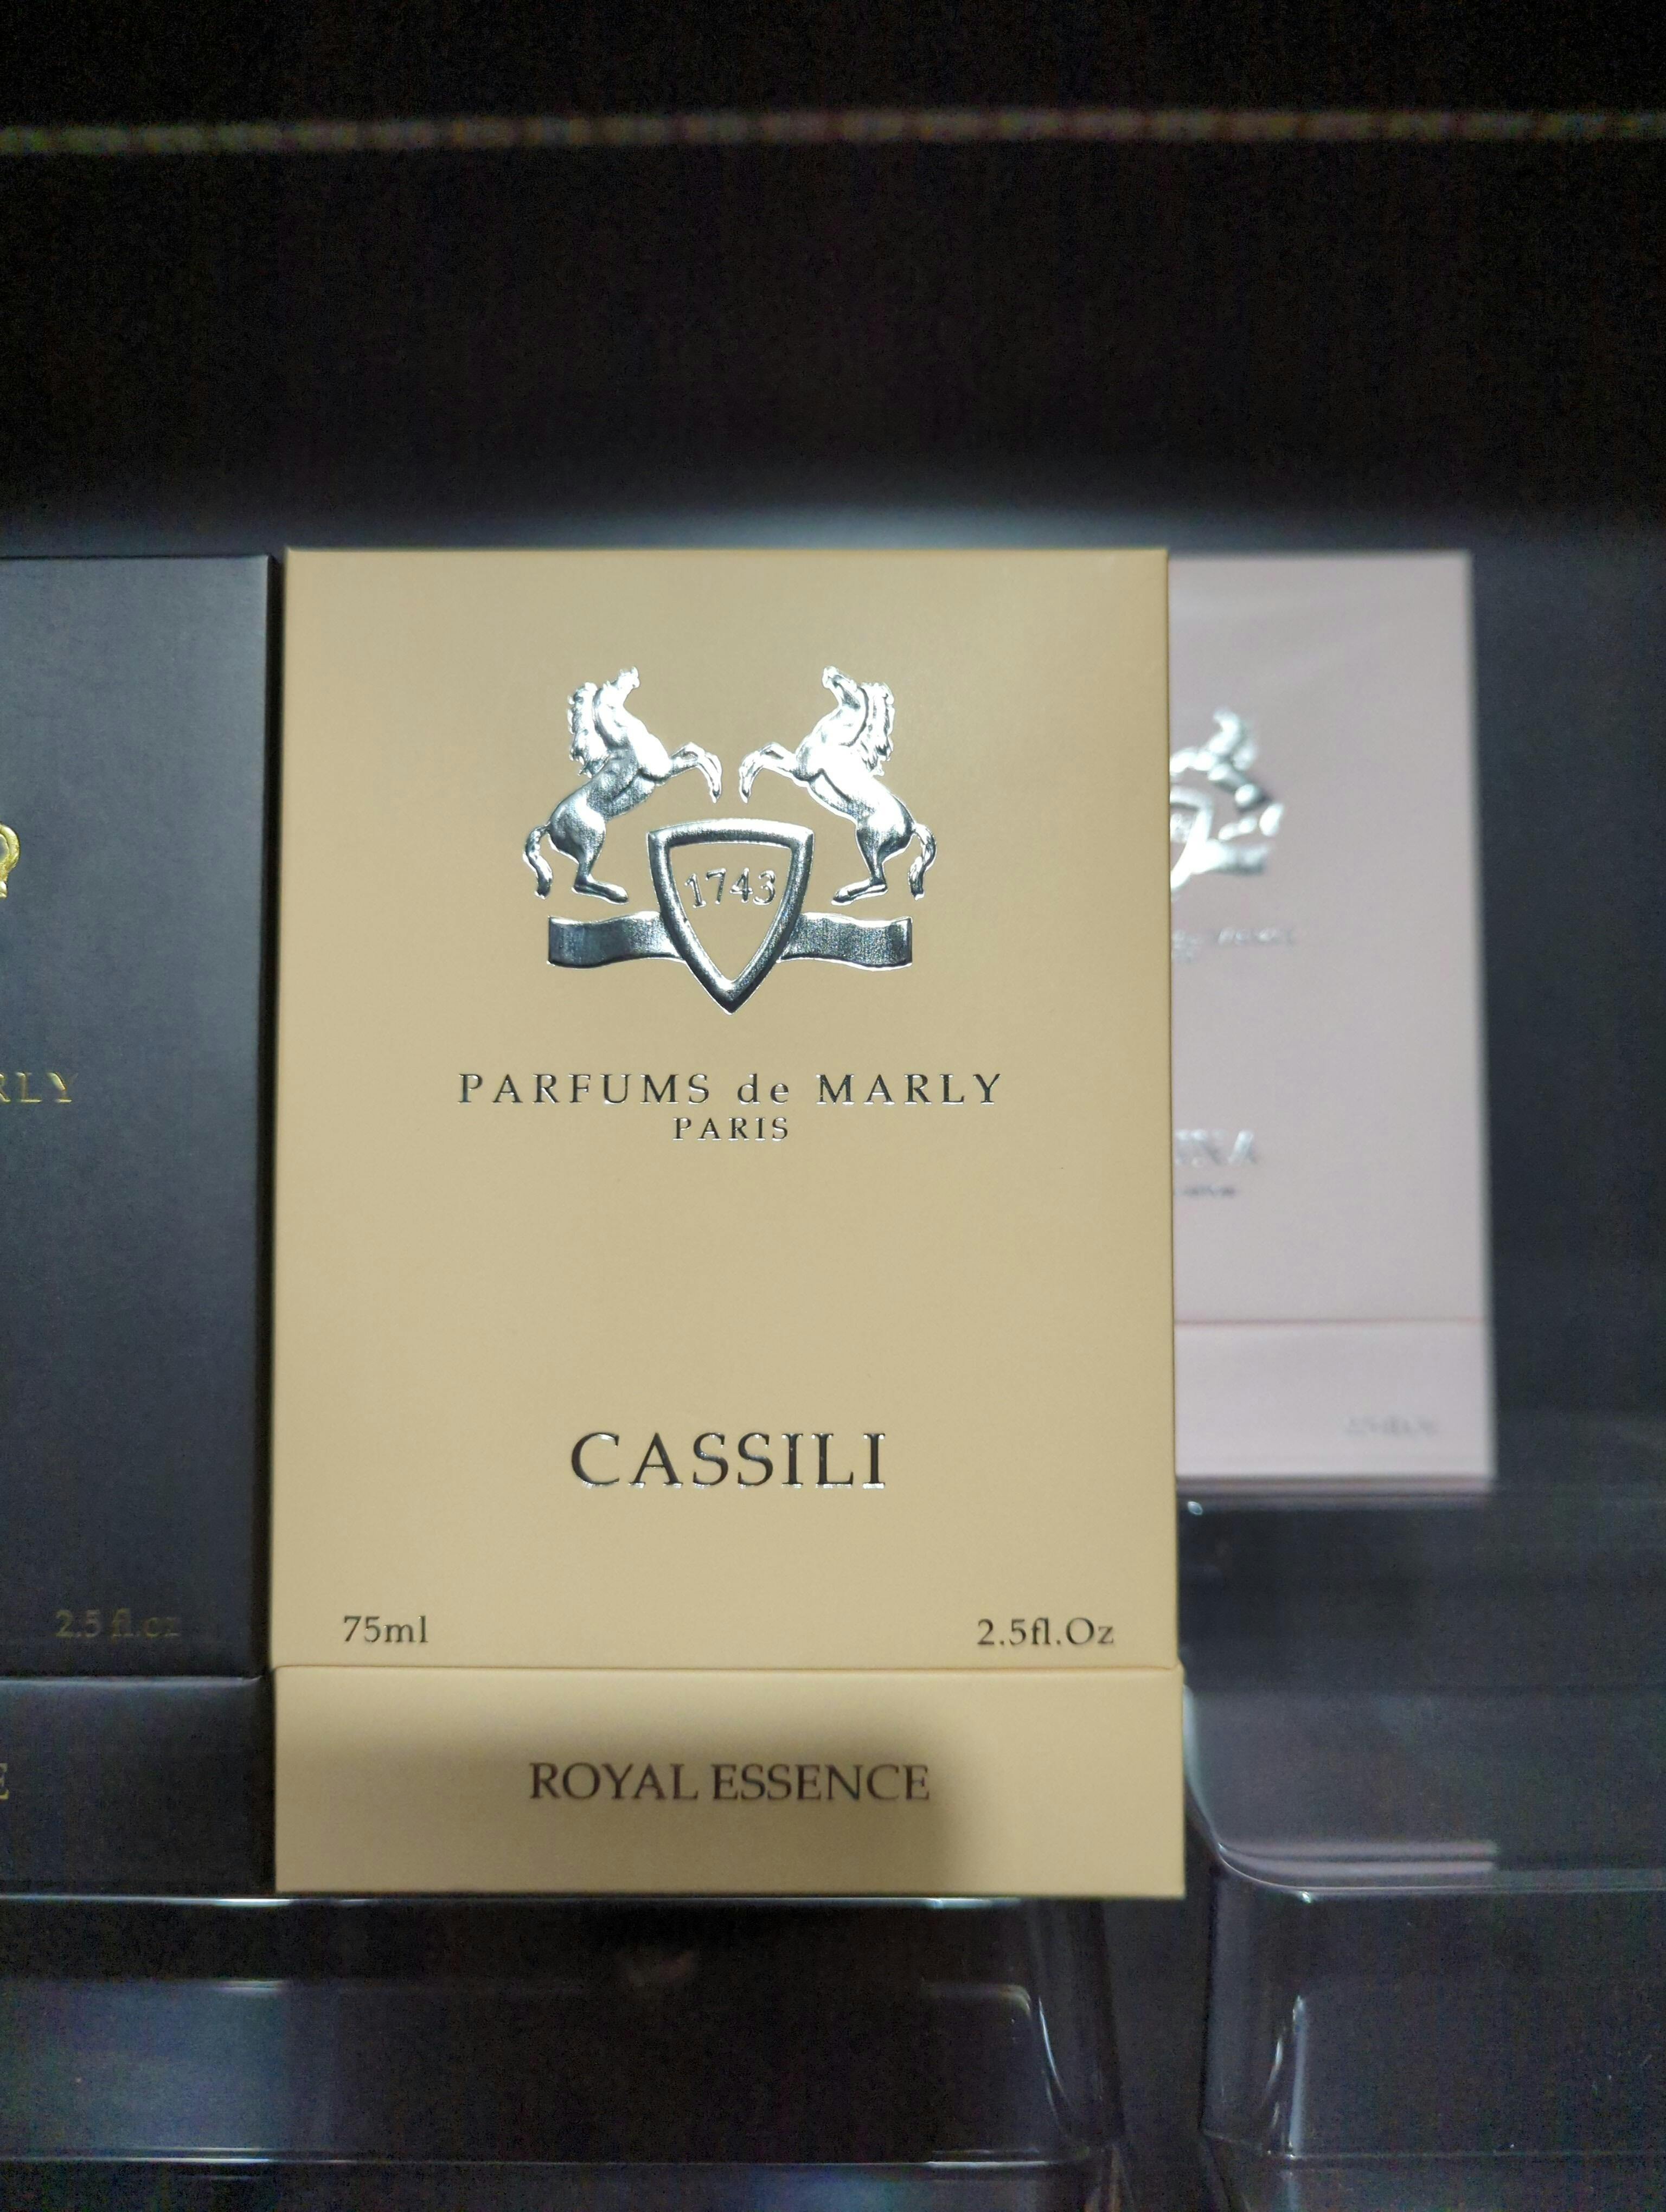 1743
PARFUMS de MARLY
PARIS
CASSILI
75ml 2.5fl.Oz
ROYAL ESSENCE
RLY
2.5 fl.oz